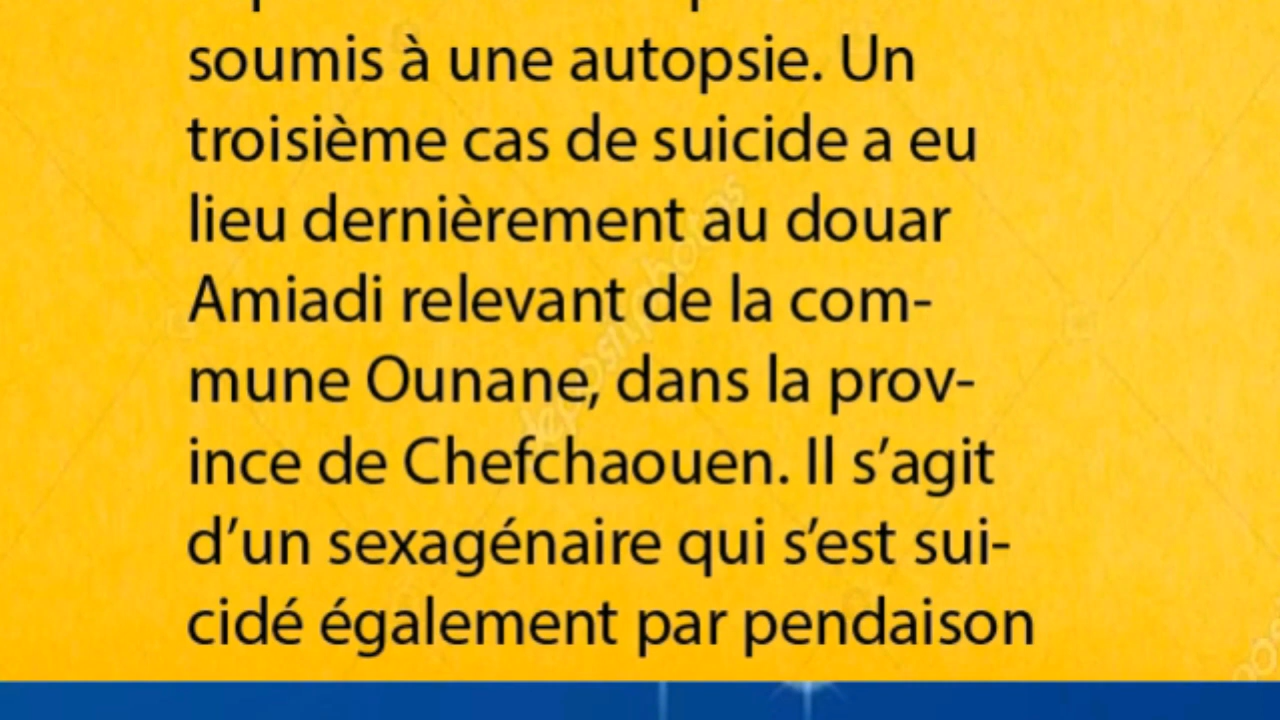 soumis à une autopsie. Un
troisième cas de suicide a eu
lieu dernièrement au douar
Amiadi relevant de la com-
mune Ounane, dans la prov-
ince de Chefchaouen. Il s’agit
d’un sexagénaire qui s’est sui-
cidé également par pendaison
depositphotos